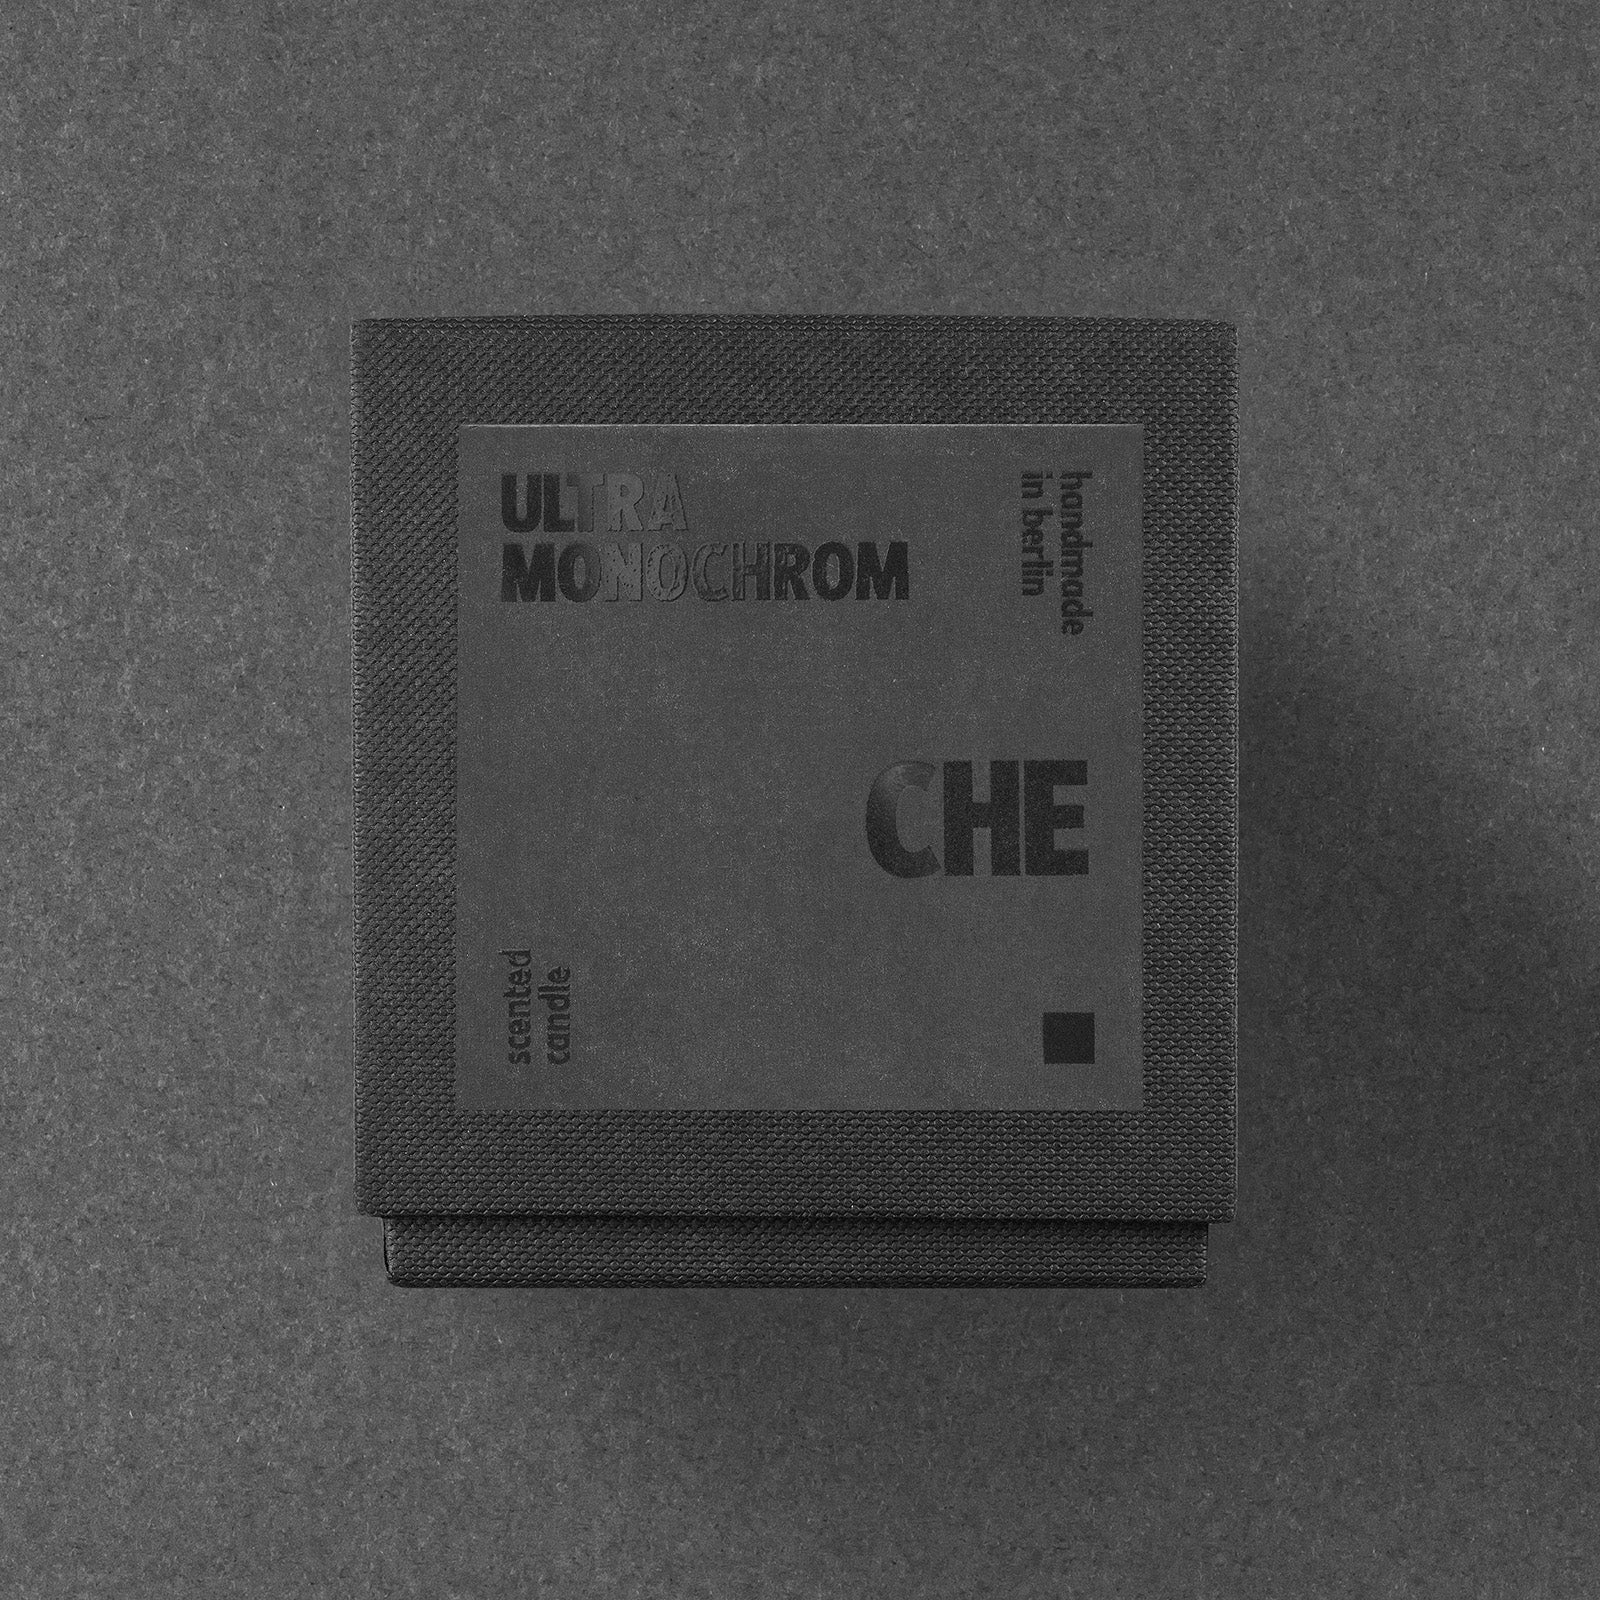 ULTRA
MONOCHROM
handmade
in berlin
CHE
scented
candle